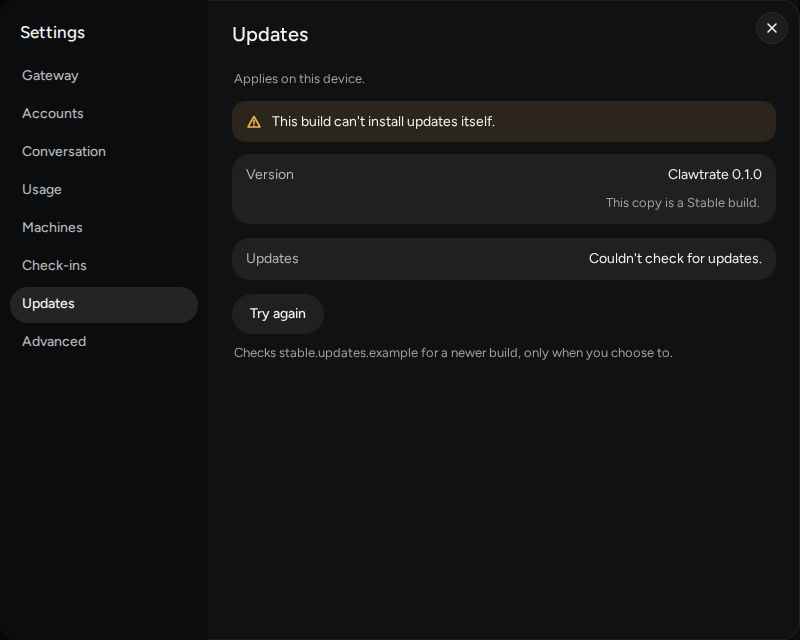 Settings
Gateway
Accounts
Conversation
Usage
Machines
Check-ins
Updates
Advanced
Updates
Applies on this device.
This build can't install updates itself.
Version Clawtrate 0.1.0
This copy is a Stable build.
Updates Couldn't check for updates.
Try again
Checks stable.updates.example for a newer build, only when you choose to.